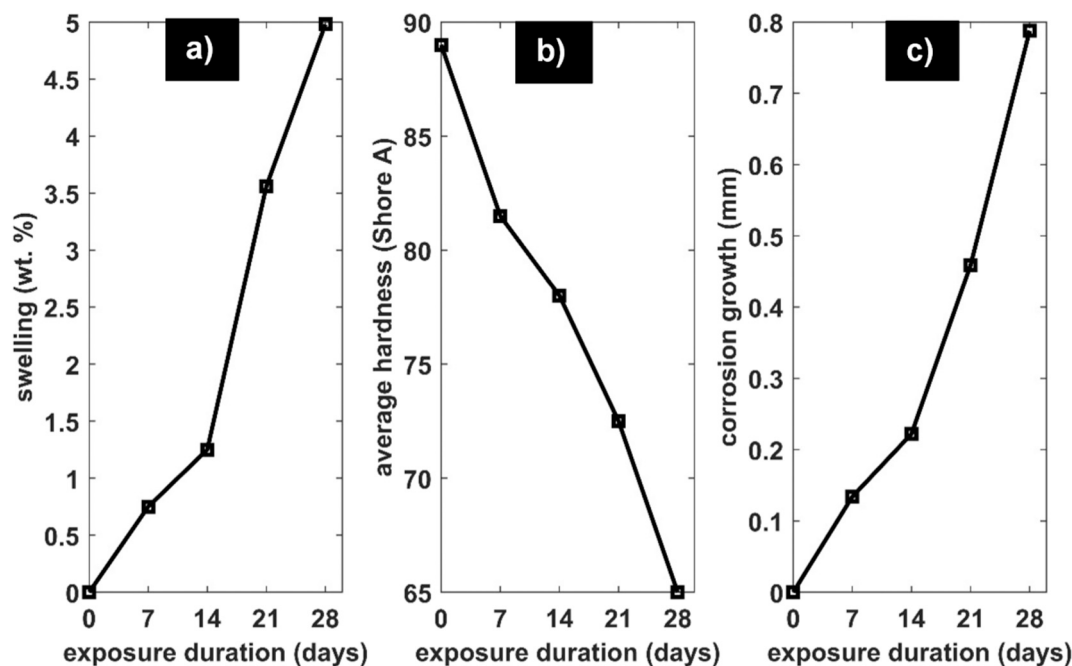 a)
swelling (wt. %)
5
4.5
4
3.5
3
2.5
2
1.5
1
0.5
0
0 7 14 21 28
exposure duration (days)
b)
average hardness (Shore A)
90
85
80
75
70
65
0 7 14 21 28
exposure duration (days)
c)
corrosion growth (mm)
0.8
0.7
0.6
0.5
0.4
0.3
0.2
0.1
0
0 7 14 21 28
exposure duration (days)